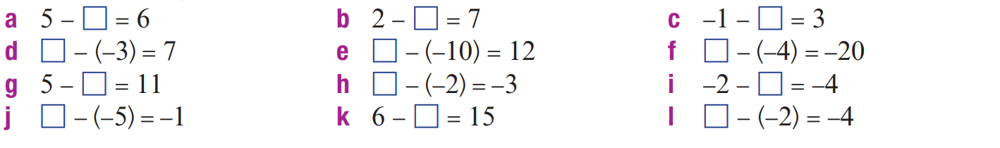 a 5 – □ = 6 b 2 – □ = 7 c –1 – □ = 3
d □ – (–3) = 7 e □ – (–10) = 12 f □ – (–4) = –20
g 5 – □ = 11 h □ – (–2) = –3 i –2 – □ = –4
j □ – (–5) = –1 k 6 – □ = 15 l □ – (–2) = –4